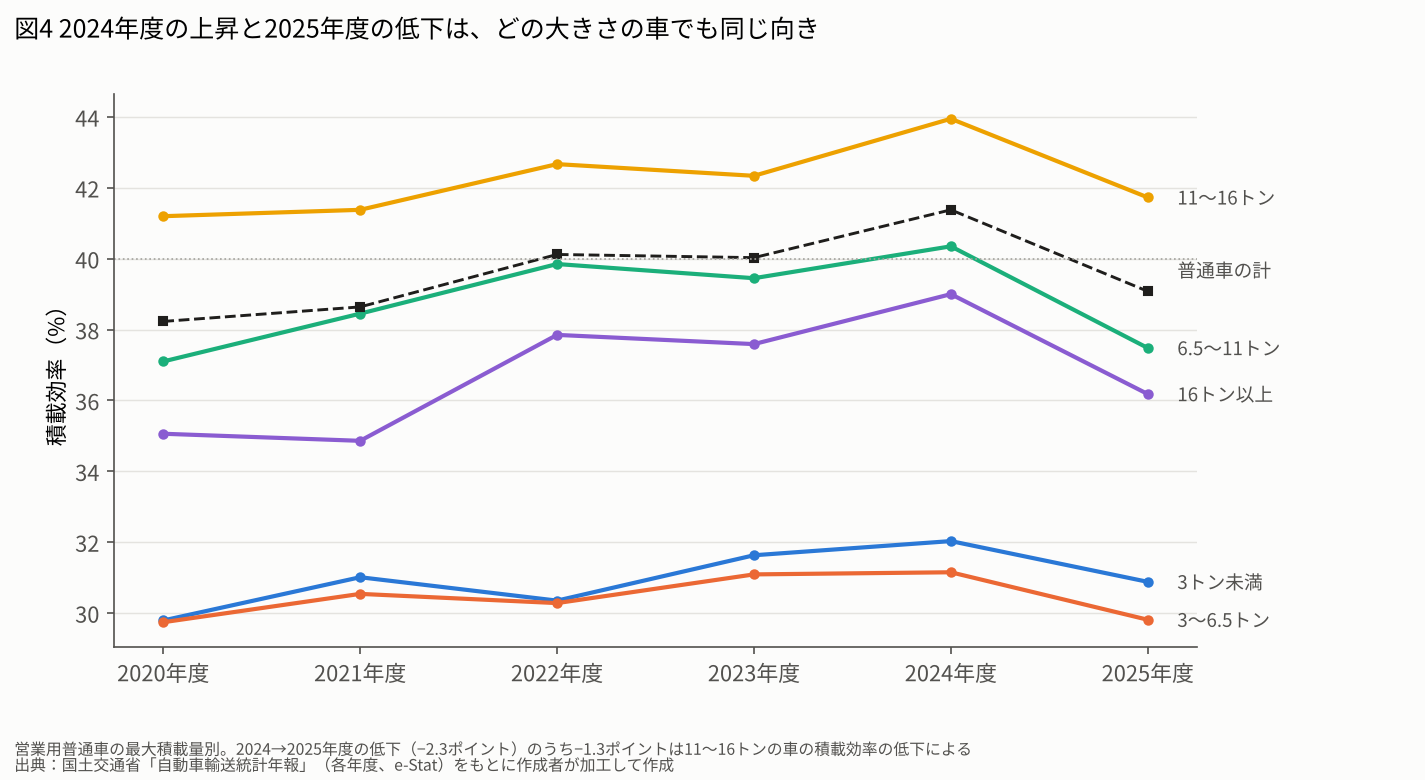 図4 2024年度の上昇と2025年度の低下は、どの大きさの車でも同じ向き
積載効率（%）
44
42
40
38
36
34
32
30
11〜16トン
普通車の計
6.5〜11トン
16トン以上
3トン未満
3〜6.5トン
2020年度
2021年度
2022年度
2023年度
2024年度
2025年度
営業用普通車の最大積載量別。2024→2025年度の低下（−2.3ポイント）のうち−1.3ポイントは11〜16トンの車の積載効率の低下による
出典：国土交通省「自動車輸送統計年報」（各年度、e-Stat）をもとに作成者が加工して作成